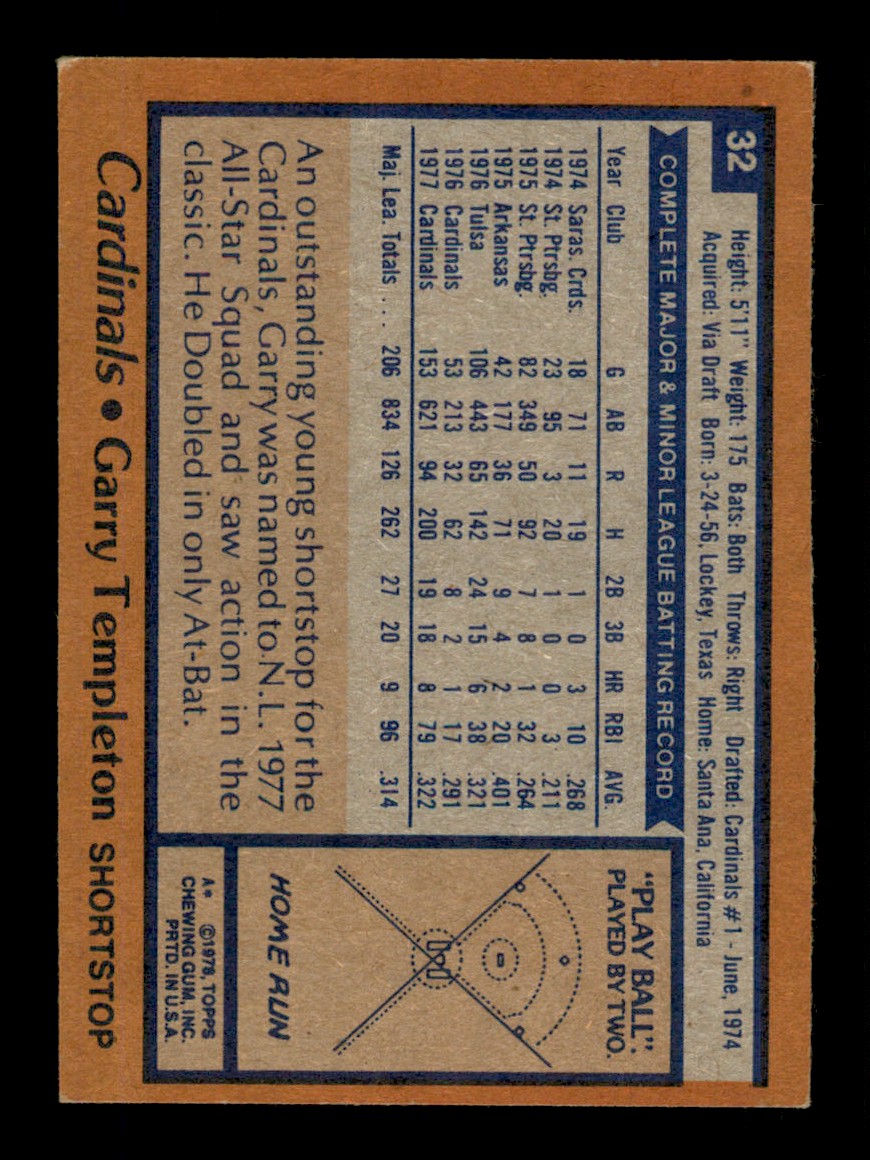 32
Height: 5'11" Weight: 175 Bats: Both Throws: Right Drafted: Cardinals #1 - June, 1974
Acquired: Via Draft Born: 3-24-56, Lockey, Texas Home: Santa Ana, California
COMPLETE MAJOR & MINOR LEAGUE BATTING RECORD
Year Club G AB R H 2B 3B HR RBI AVG.
1974 Saras. Crds. 18 71 11 19 1 0 3 10 .268
1974 St. Ptrsbg. 23 95 3 20 1 0 0 3 .211
1975 St. Ptrsbg. 82 349 50 92 7 8 1 32 .264
1975 Arkansas 42 177 36 71 9 4 2 20 .401
1976 Tulsa 106 443 65 142 24 15 6 38 .321
1976 Cardinals 53 213 32 62 8 2 1 17 .291
1977 Cardinals 153 621 94 200 19 18 8 79 .322
Maj. Lea. Totals . . . 206 834 126 262 27 20 9 96 .314
An outstanding young shortstop for the
Cardinals, Garry was named to N.L. 1977
All-Star Squad and saw action in the
classic. He Doubled in only At-Bat.
"PLAY BALL".
PLAYED BY TWO.
HOME RUN
A* ©1978, TOPPS
CHEWING GUM, INC.
PRTD. IN U.S.A.
Cardinals • Garry Templeton SHORTSTOP